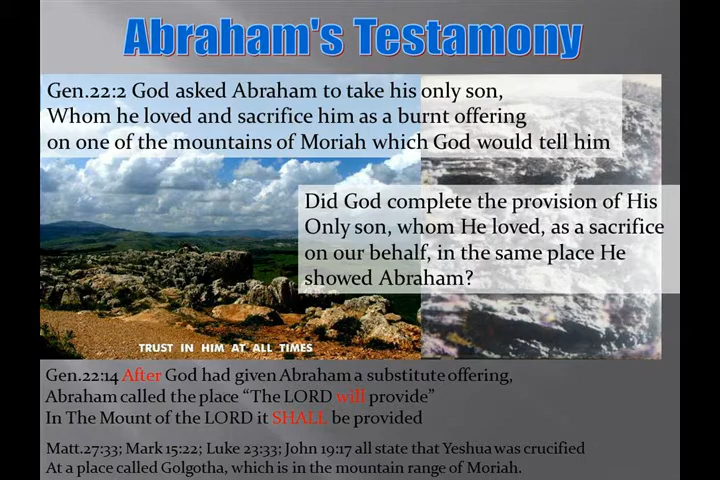 Abraham's Testamony
Gen.22:2 God asked Abraham to take his only son,
Whom he loved and sacrifice him as a burnt offering
on one of the mountains of Moriah which God would tell him
Did God complete the provision of His
Only son, whom He loved, as a sacrifice
on our behalf, in the same place He
showed Abraham?
TRUST IN HIM AT ALL TIMES
Gen.22:14 After God had given Abraham a substitute offering,
Abraham called the place “The LORD will provide”
In The Mount of the LORD it SHALL be provided
Matt.27:33; Mark 15:22; Luke 23:33; John 19:17 all state that Yeshua was crucified
At a place called Golgotha, which is in the mountain range of Moriah.